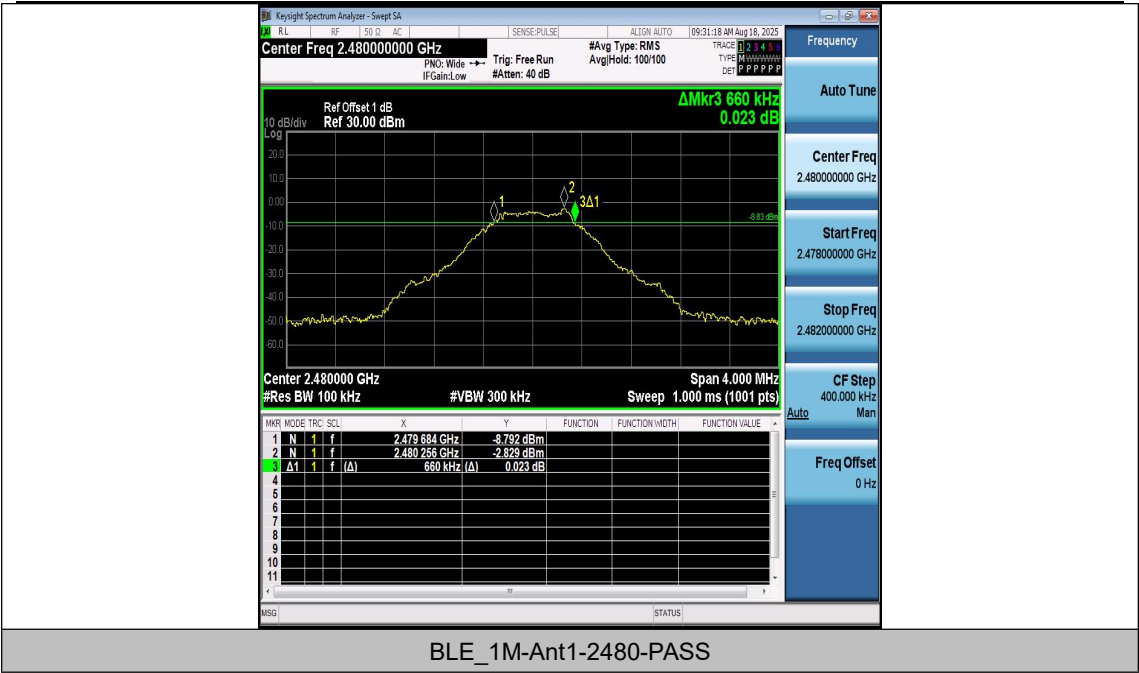 Keysight Spectrum Analyzer - Swept SA
RL RF 50 Ω AC SENSE:PULSE ALIGN AUTO 09:31:18 AM Aug 18, 2025
Center Freq 2.480000000 GHz #Avg Type: RMS TRACE 1 2 3 4 5 6
PNO: Wide Trig: Free Run Avg|Hold: 100/100 TYPE M WWWWW
IFGain:Low #Atten: 40 dB DET P P P P P P
Frequency
Auto Tune
Center Freq
2.480000000 GHz
Start Freq
2.478000000 GHz
Stop Freq
2.482000000 GHz
CF Step
400.000 kHz
Auto Man
Freq Offset
0 Hz
ΔMkr3 660 kHz
0.023 dB
Ref Offset 1 dB
10 dB/div Ref 30.00 dBm
Log
20.0
10.0
0.00
-10.0
-20.0
-30.0
-40.0
-50.0
-60.0
1
2
3Δ1
-8.83 dBm
Center 2.480000 GHz Span 4.000 MHz
#Res BW 100 kHz #VBW 300 kHz Sweep 1.000 ms (1001 pts)
MKR MODE TRC SCL X Y FUNCTION FUNCTION WIDTH FUNCTION VALUE
1 N 1 f 2.479 684 GHz -8.792 dBm
2 N 1 f 2.480 256 GHz -2.829 dBm
3 Δ1 1 f (Δ) 660 kHz (Δ) 0.023 dB
4
5
6
7
8
9
10
11
MSG STATUS
BLE_1M-Ant1-2480-PASS